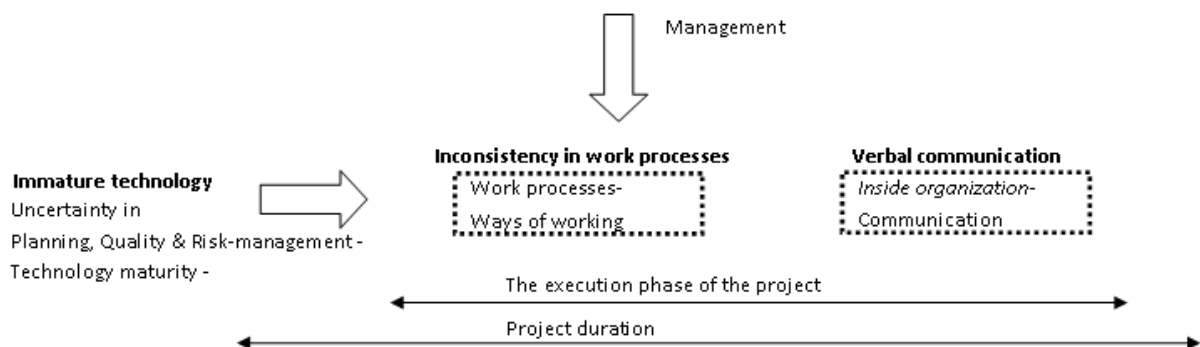 Management
Inconsistency in work processes
Work processes-
Ways of working
Verbal communication
Inside organization-
Communication
Immature technology
Uncertainty in
Planning, Quality & Risk-management -
Technology maturity -
The execution phase of the project
Project duration